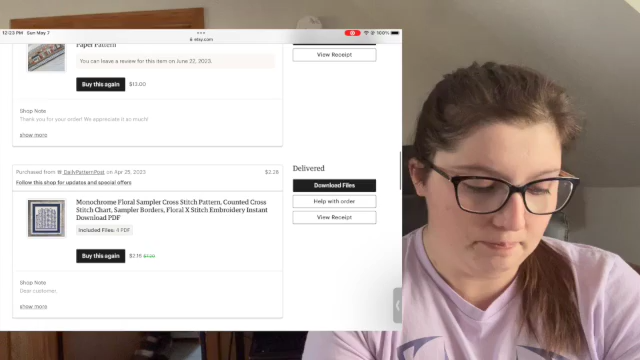 12:23 PM Sun May 7
100%
etsy.com
Paper Pattern
View Receipt
You can leave a review for this item on June 22, 2023.
Buy this again $13.00
Shop Note
Thank you for your order! We appreciate it so much!
show more
Purchased from DailyPatternPost on Apr 25, 2023 $2.28
Follow this shop for updates and special offers
Delivered
Download Files
Help with order
View Receipt
Monochrome Floral Sampler Cross Stitch Pattern, Counted Cross
Stitch Chart, Sampler Borders, Floral X Stitch Embroidery Instant
Download PDF
Included Files:
PDF
Buy this again
Shop Note
Dear customer,
show more